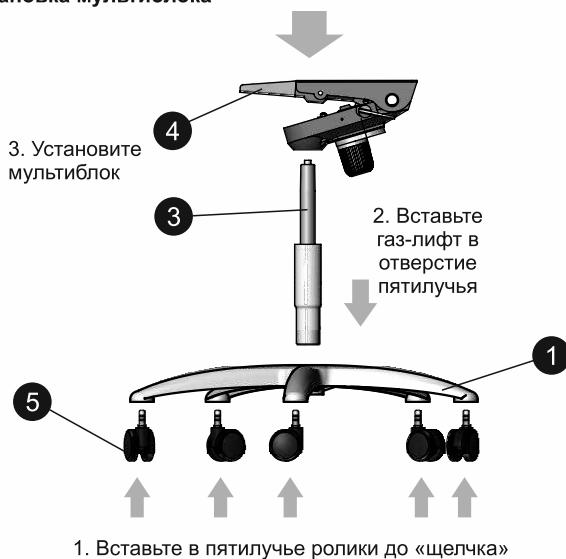 мультиблока
4
3. Установите
мультиблок
3
2. Вставьте
газ-лифт в
отверстие
пятилучья
1
5
1. Вставьте в пятилучье ролики до «щелчка»